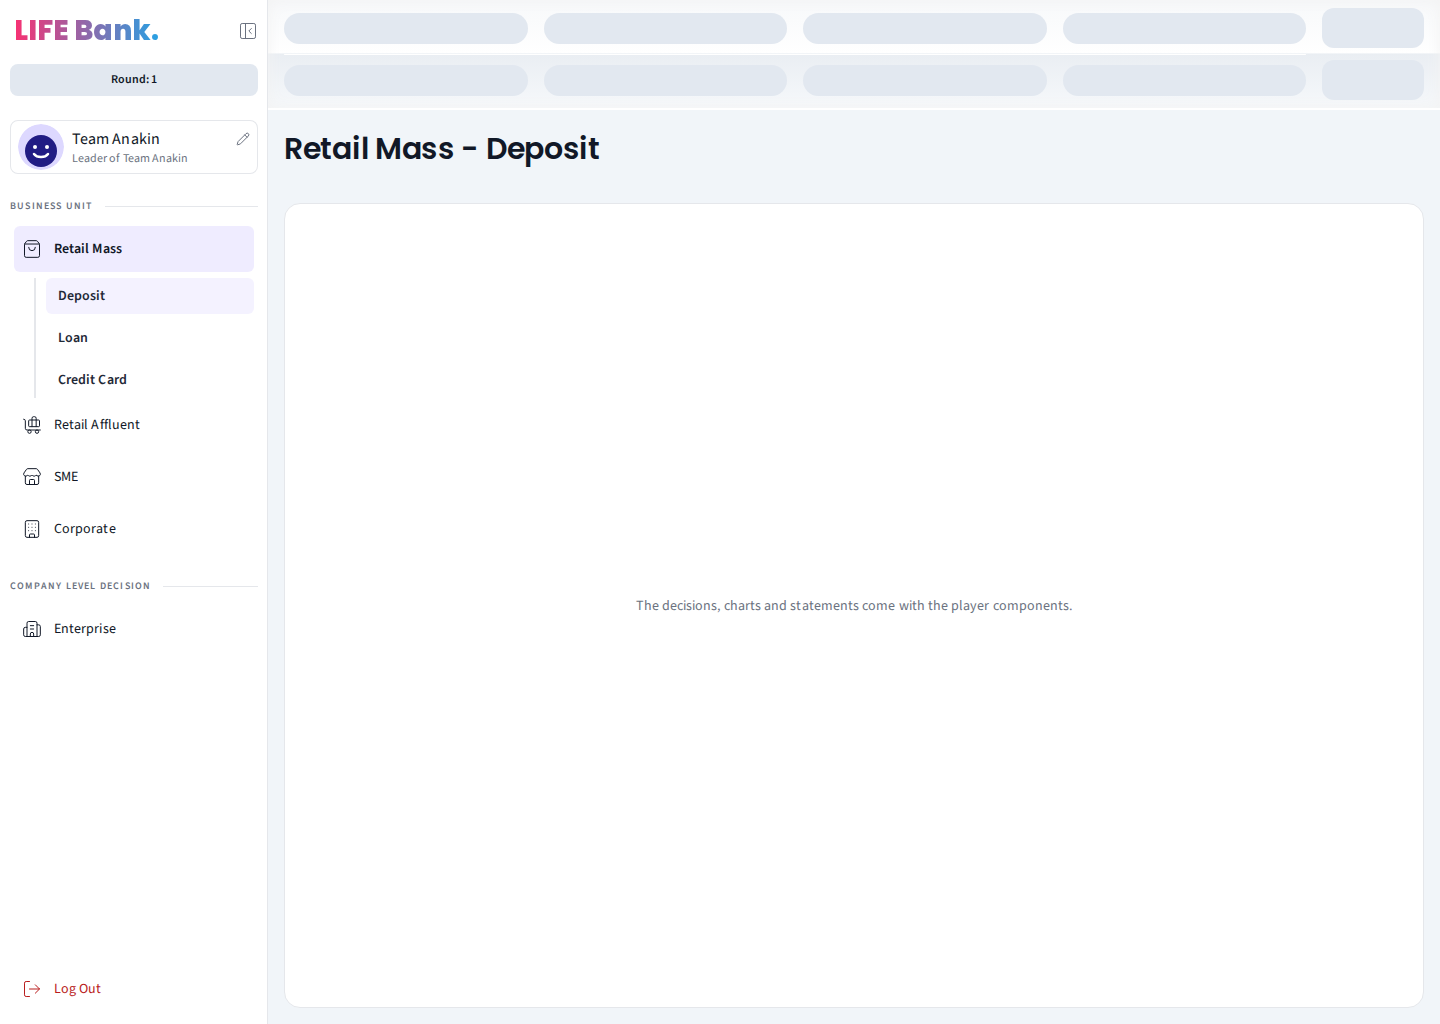 LIFE Bank.
Round: 1
Team Anakin
Leader of Team Anakin
BUSINESS UNIT
Retail Mass
Deposit
Loan
Credit Card
Retail Affluent
SME
Corporate
COMPANY LEVEL DECISION
Enterprise
Log Out
Retail Mass - Deposit
The decisions, charts and statements come with the player components.